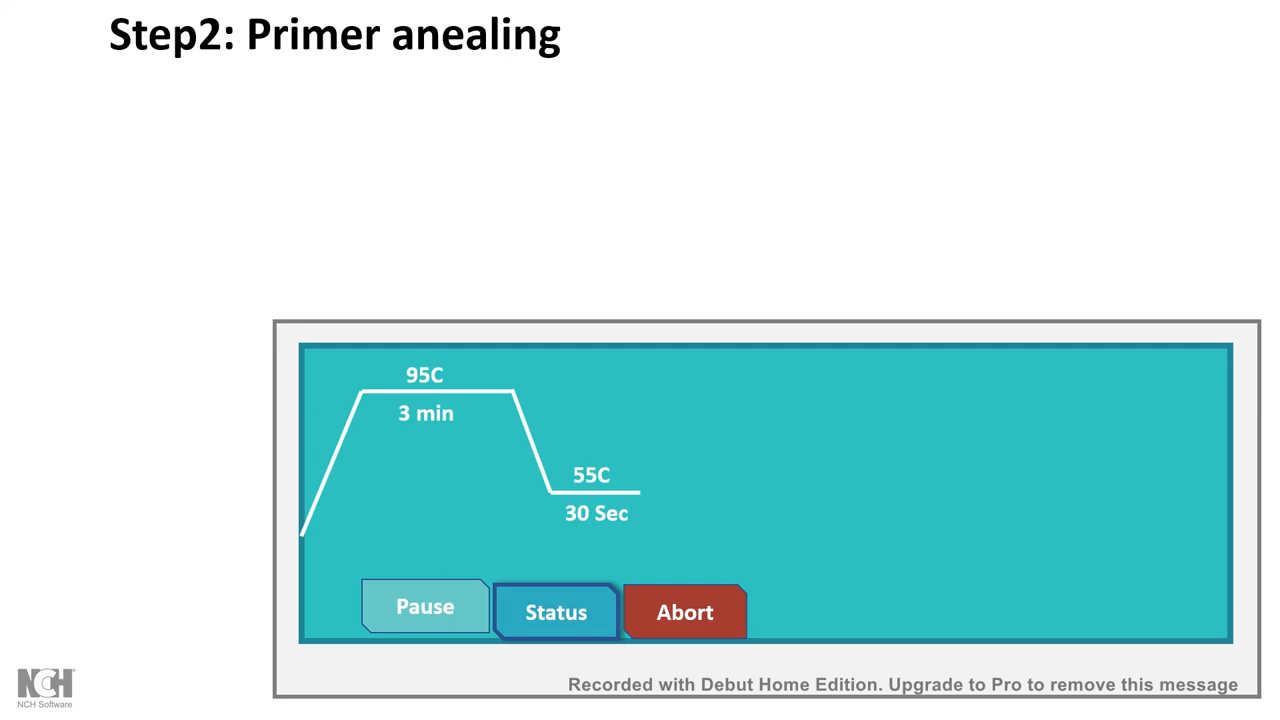 Step2: Primer anealing
95C
3 min
55C
30 Sec
Pause
Status
Abort
Recorded with Debut Home Edition. Upgrade to Pro to remove this message
NCH
NCH Software